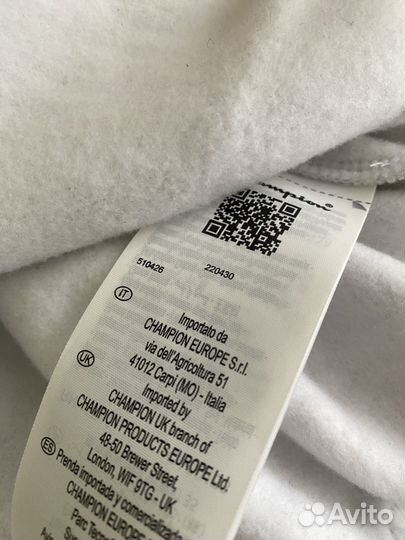 Champion®
510426 220430
IT
Importato da
CHAMPION EUROPE S.r.l.
via dell'Agricoltura 51
41012 Carpi (MO) - Italia
UK
Imported by
CHAMPION UK branch of
CHAMPION PRODUCTS EUROPE Ltd.
48-50 Brewer Street,
London, WIF 9TG - UK
ES
Prenda importada y comercializada
CHAMPION EUROPE
Parc
Avito